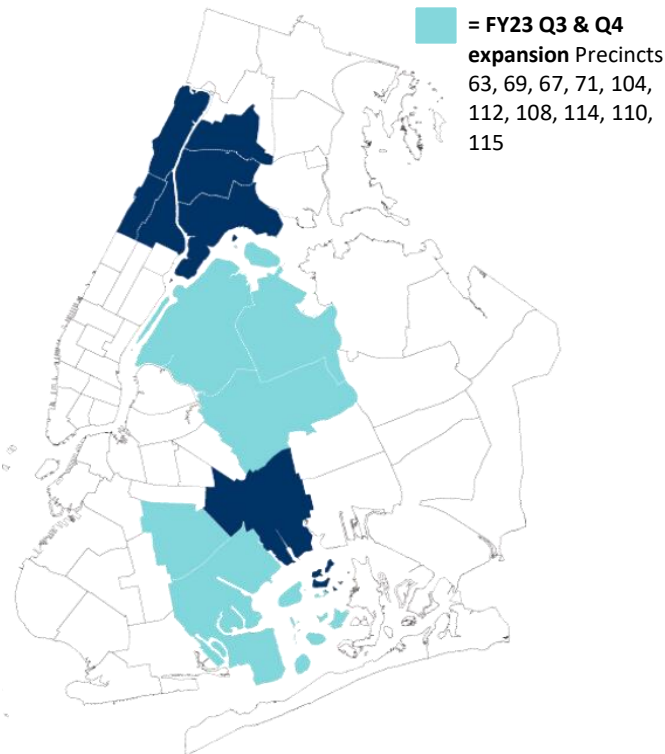 = FY23 Q3 & Q4
expansion Precincts
63, 69, 67, 71, 104,
112, 108, 114, 110,
115